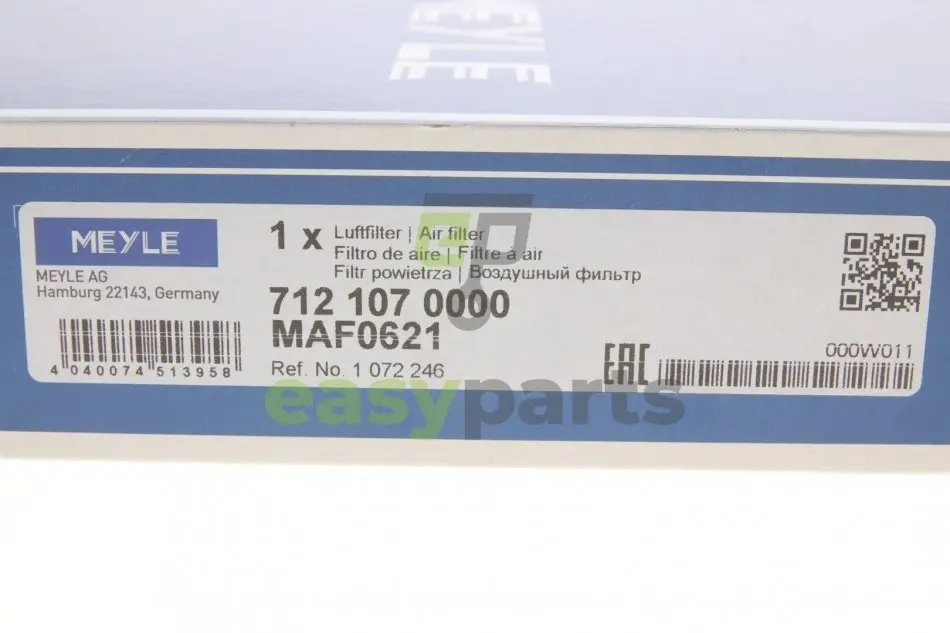 MEYLE
MEYLE
MEYLE AG
Hamburg 22143, Germany
4 040074 513958
1 x Luftfilter | Air filter
Filtro de aire | Filtre à air
Filtr powietrza | Воздушный фильтр
712 107 0000
MAF0621
Ref. No. 1 072 246
EAC
000W011
easyparts